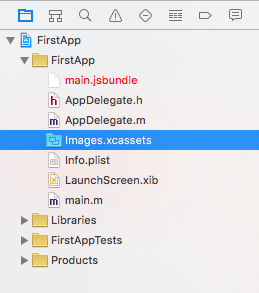 FirstApp
FirstApp
main.jsbundle
AppDelegate.h
AppDelegate.m
Images.xcassets
Info.plist
LaunchScreen.xib
main.m
Libraries
FirstAppTests
Products